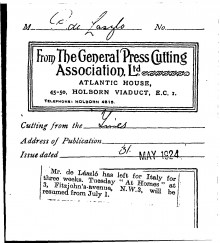 M P. de Laszlo No.
From The General Press Cutting
Association, Ltd
ATLANTIC HOUSE,
45-50, HOLBORN VIADUCT, E.C. 1.
TELEPHONE: HOLBORN 4815.
Cutting from the Times
Address of Publication
Issue dated 31 MAY 1924
Mr. de László has left for Italy for
three weeks. Tuesday "At Homes" at
3, Fitzjohn's-avenue, N.W.3, will be
resumed from July 1.